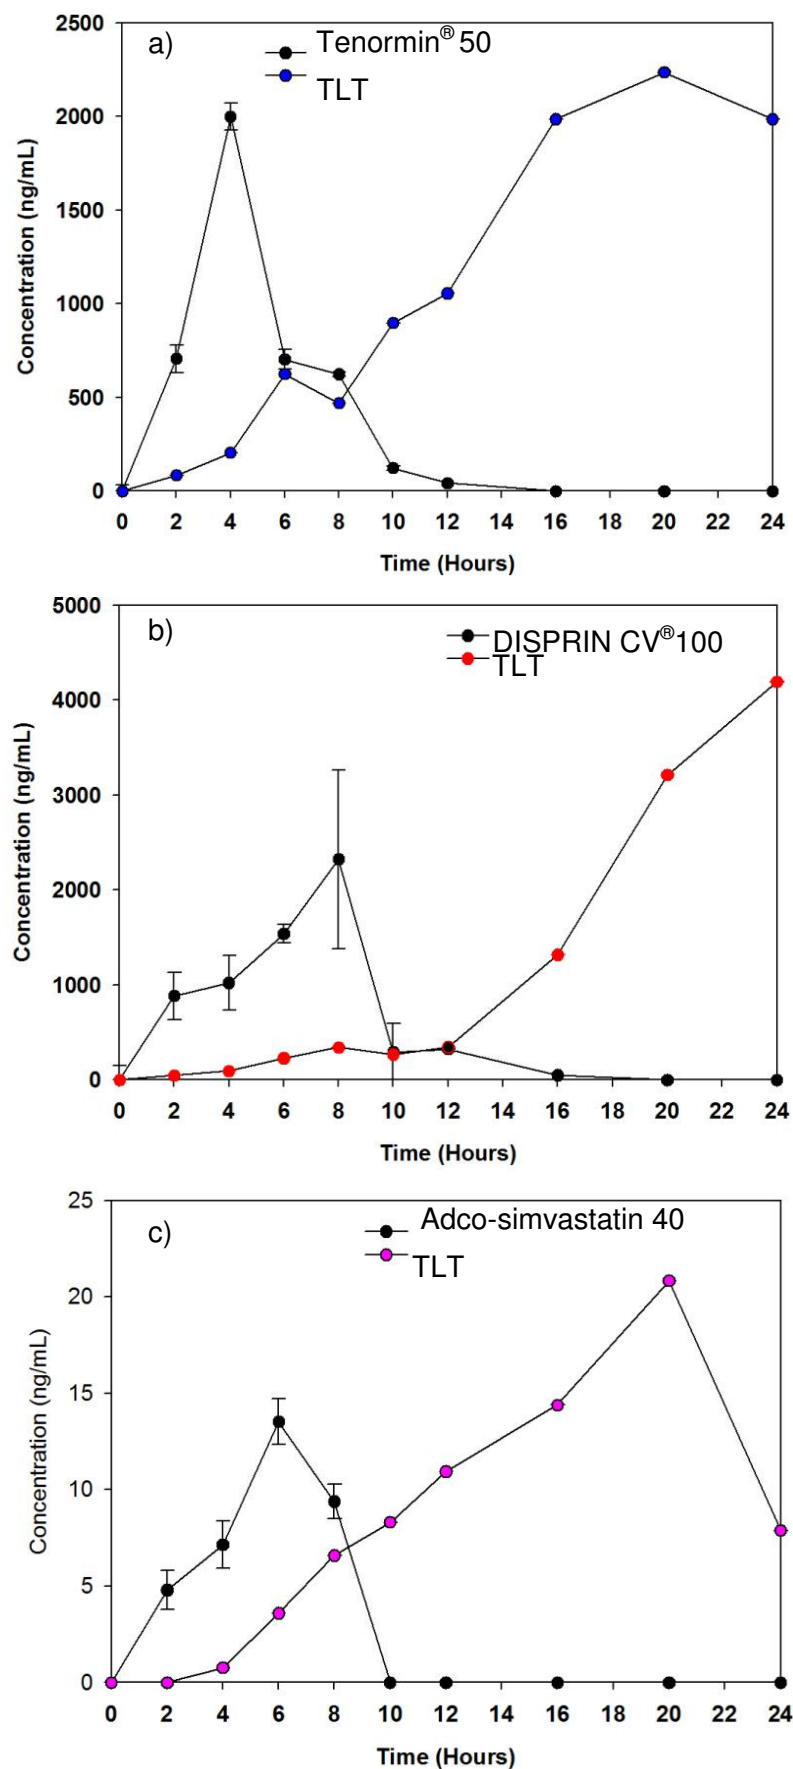 2500
a)
Tenormin® 50
TLT
2000
1500
1000
500
0
Concentration (ng/mL)
0 2 4 6 8 10 12 14 16 18 20 22 24
Time (Hours)
5000
b)
DISPRIN CV®100
TLT
4000
3000
2000
1000
0
Concentration (ng/mL)
0 2 4 6 8 10 12 14 16 18 20 22 24
Time (Hours)
25
c)
Adco-simvastatin 40
TLT
20
15
10
5
0
Concentration (ng/mL)
0 2 4 6 8 10 12 14 16 18 20 22 24
Time (Hours)